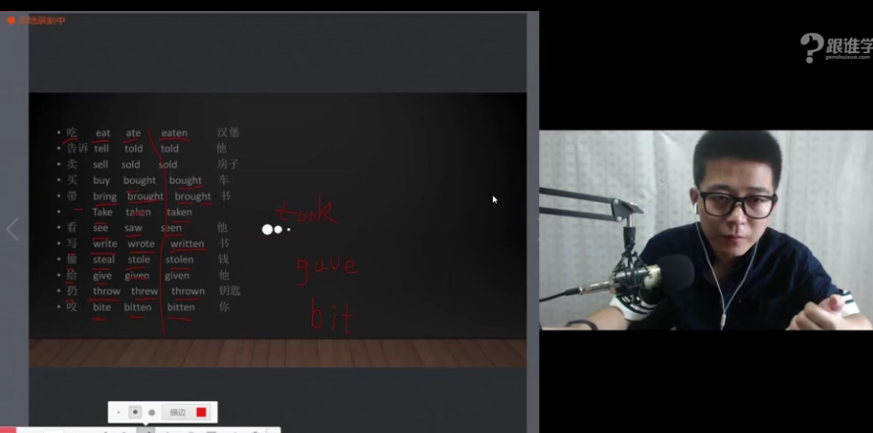 本地录制中
跟谁学
genshuixue.com
• 吃 eat ate eaten 汉堡
• 告诉 tell told told 他
• 卖 sell sold sold 房子
• 买 buy bought bought 车
• 带 bring brought brought 书
• Take taken taken
took
• 看 see saw seen 他
• 写 write wrote written 书
• 偷 steal stole stolen 钱
gave
• 给 give given given 他
• 扔 throw threw thrown 钥匙
• 咬 bite bitten bitten 你
bit
描边